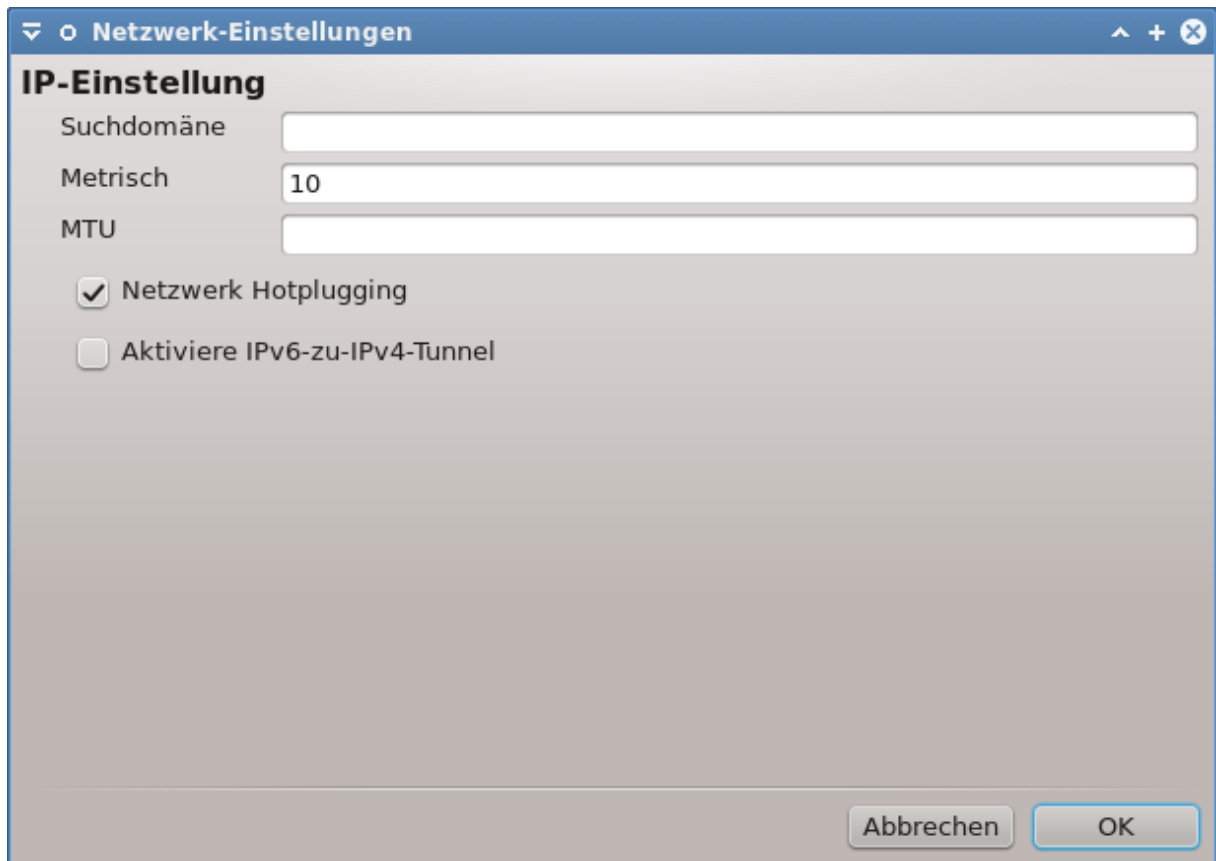 Netzwerk-Einstellungen
IP-Einstellung
Suchdomäne
Metrisch 10
MTU
Netzwerk Hotplugging
Aktiviere IPv6-zu-IPv4-Tunnel
Abbrechen OK